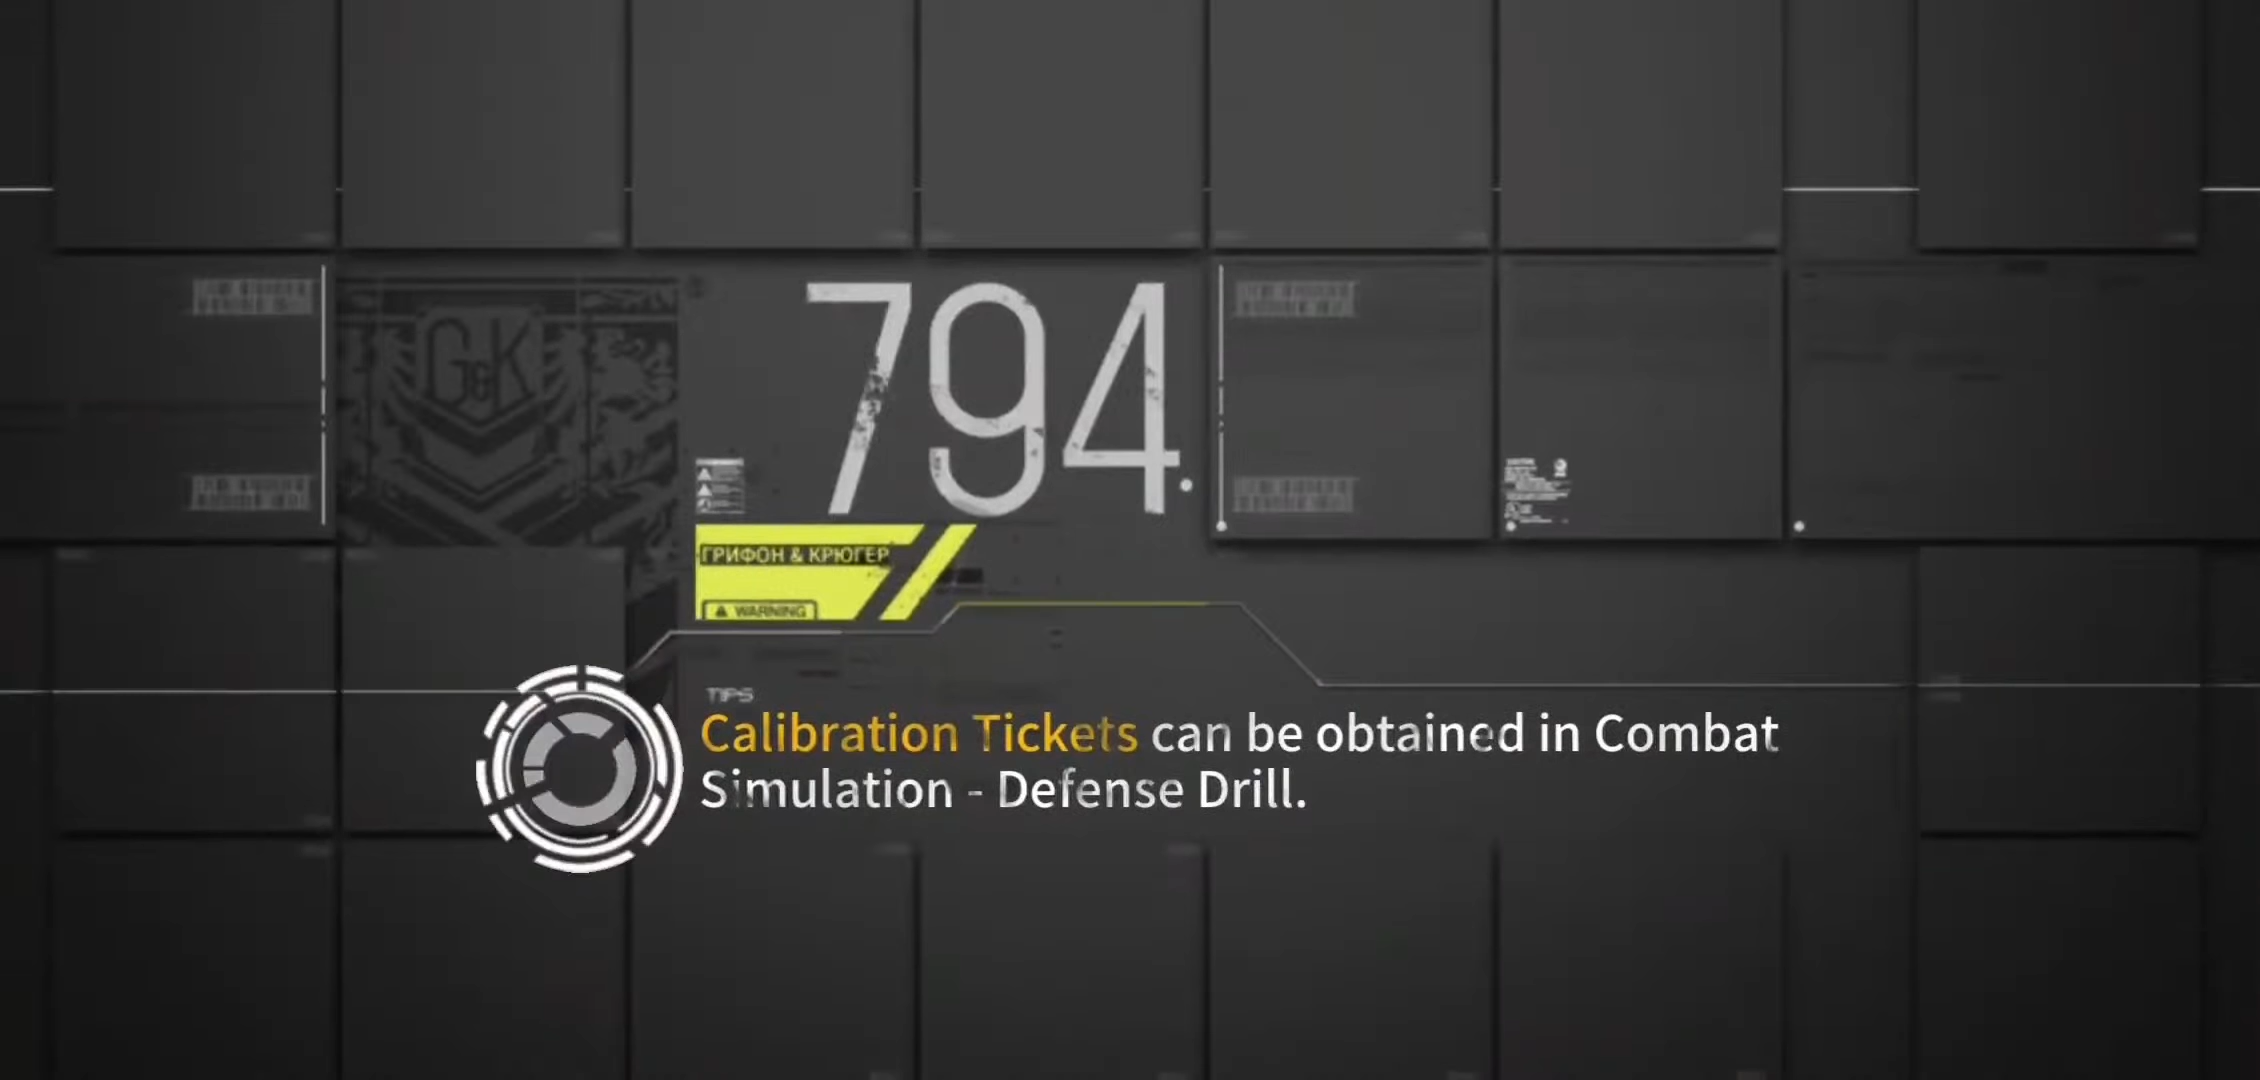 G&K
794.
ГРИФОН & КРЮГЕР
WARNING
TIPS
Calibration Tickets can be obtained in Combat
Simulation - Defense Drill.